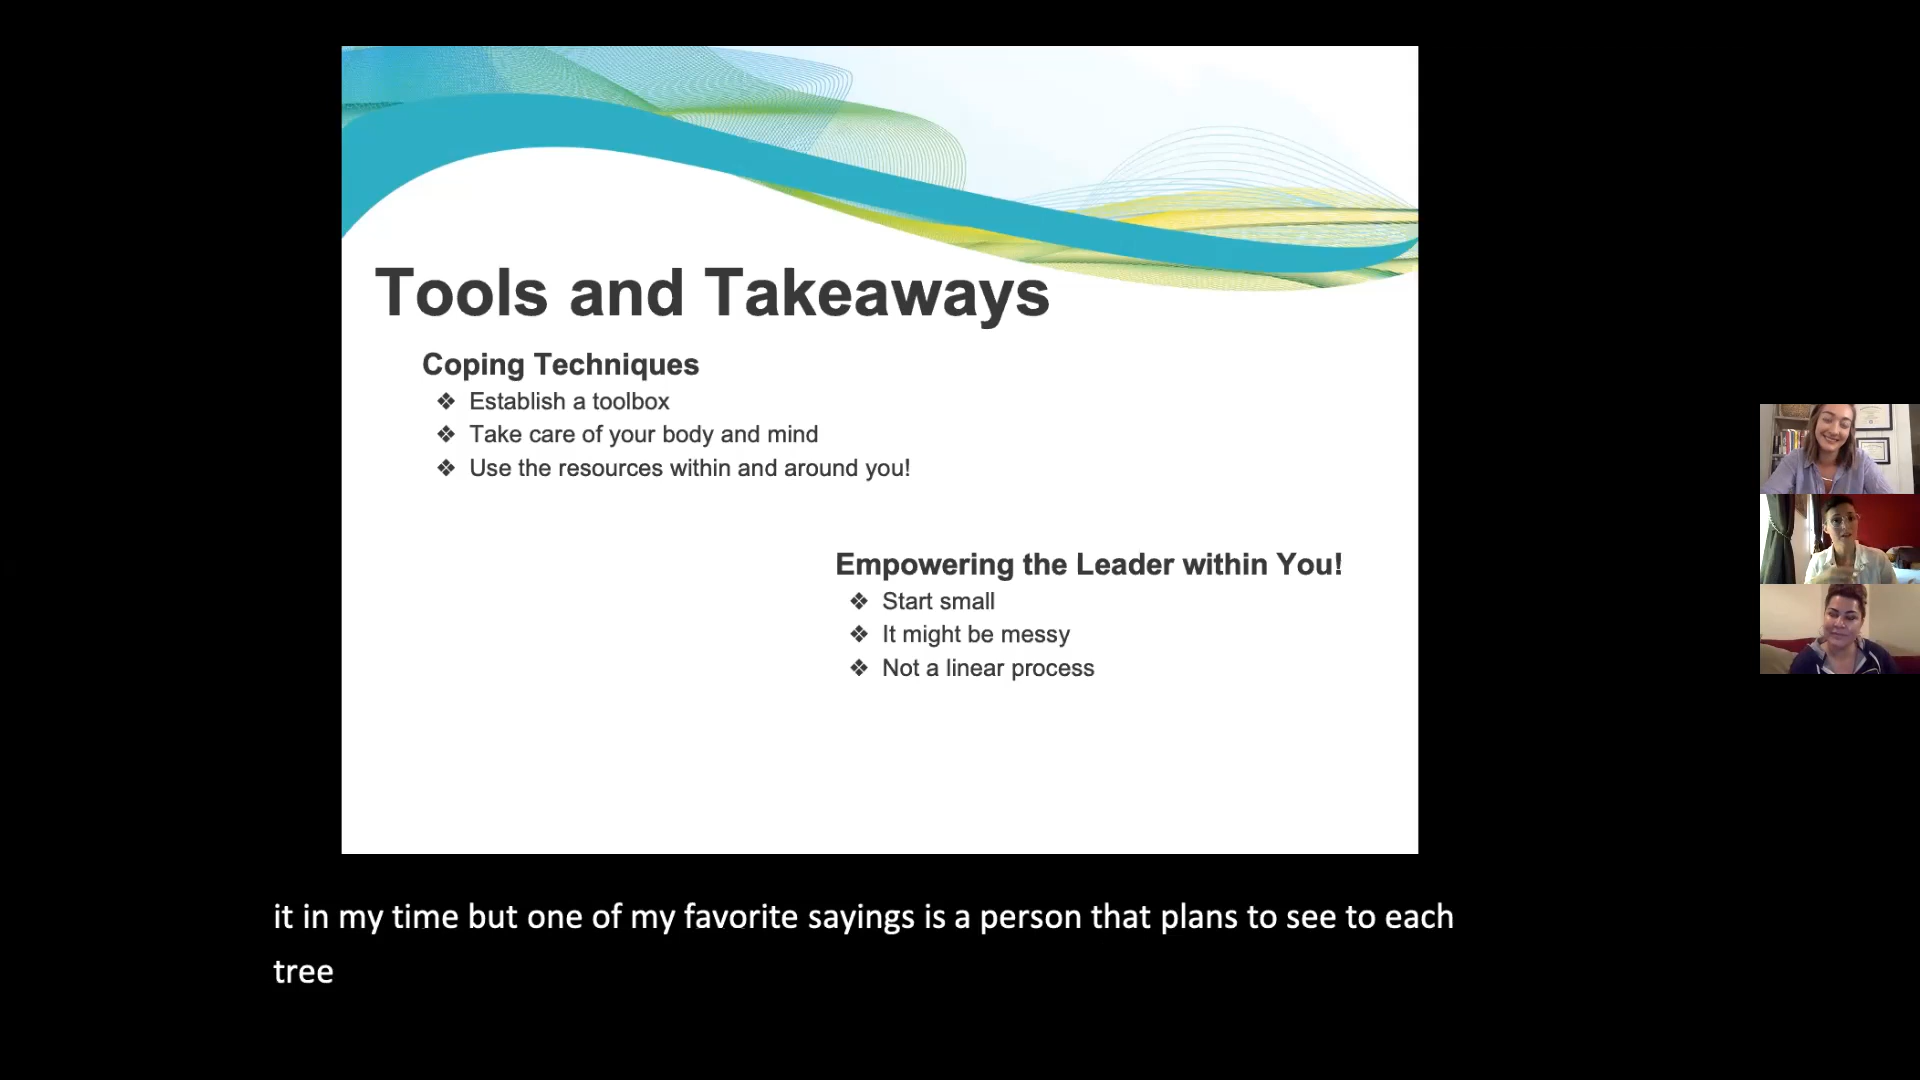 Tools and Takeaways
Coping Techniques
❖ Establish a toolbox
❖ Take care of your body and mind
❖ Use the resources within and around you!
Empowering the Leader within You!
❖ Start small
❖ It might be messy
❖ Not a linear process
it in my time but one of my favorite sayings is a person that plans to see to each
tree